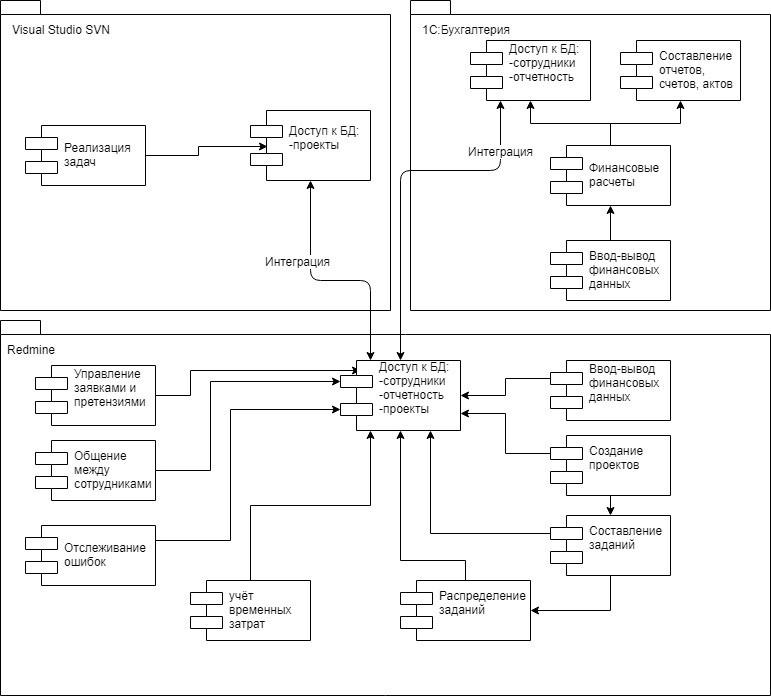 Visual Studio SVN
Реализация
задач
Доступ к БД:
-проекты
Интеграция
1С:Бухгалтерия
Доступ к БД:
-сотрудники
-отчетность
Составление
отчетов,
счетов, актов
Интеграция
Финансовые
расчеты
Ввод-вывод
финансовых
данных
Redmine
Управление
заявками и
претензиями
Общение
между
сотрудниками
Отслеживание
ошибок
учёт
временных
затрат
Доступ к БД:
-сотрудники
-отчетность
-проекты
Распределение
заданий
Ввод-вывод
финансовых
данных
Создание
проектов
Составление
заданий